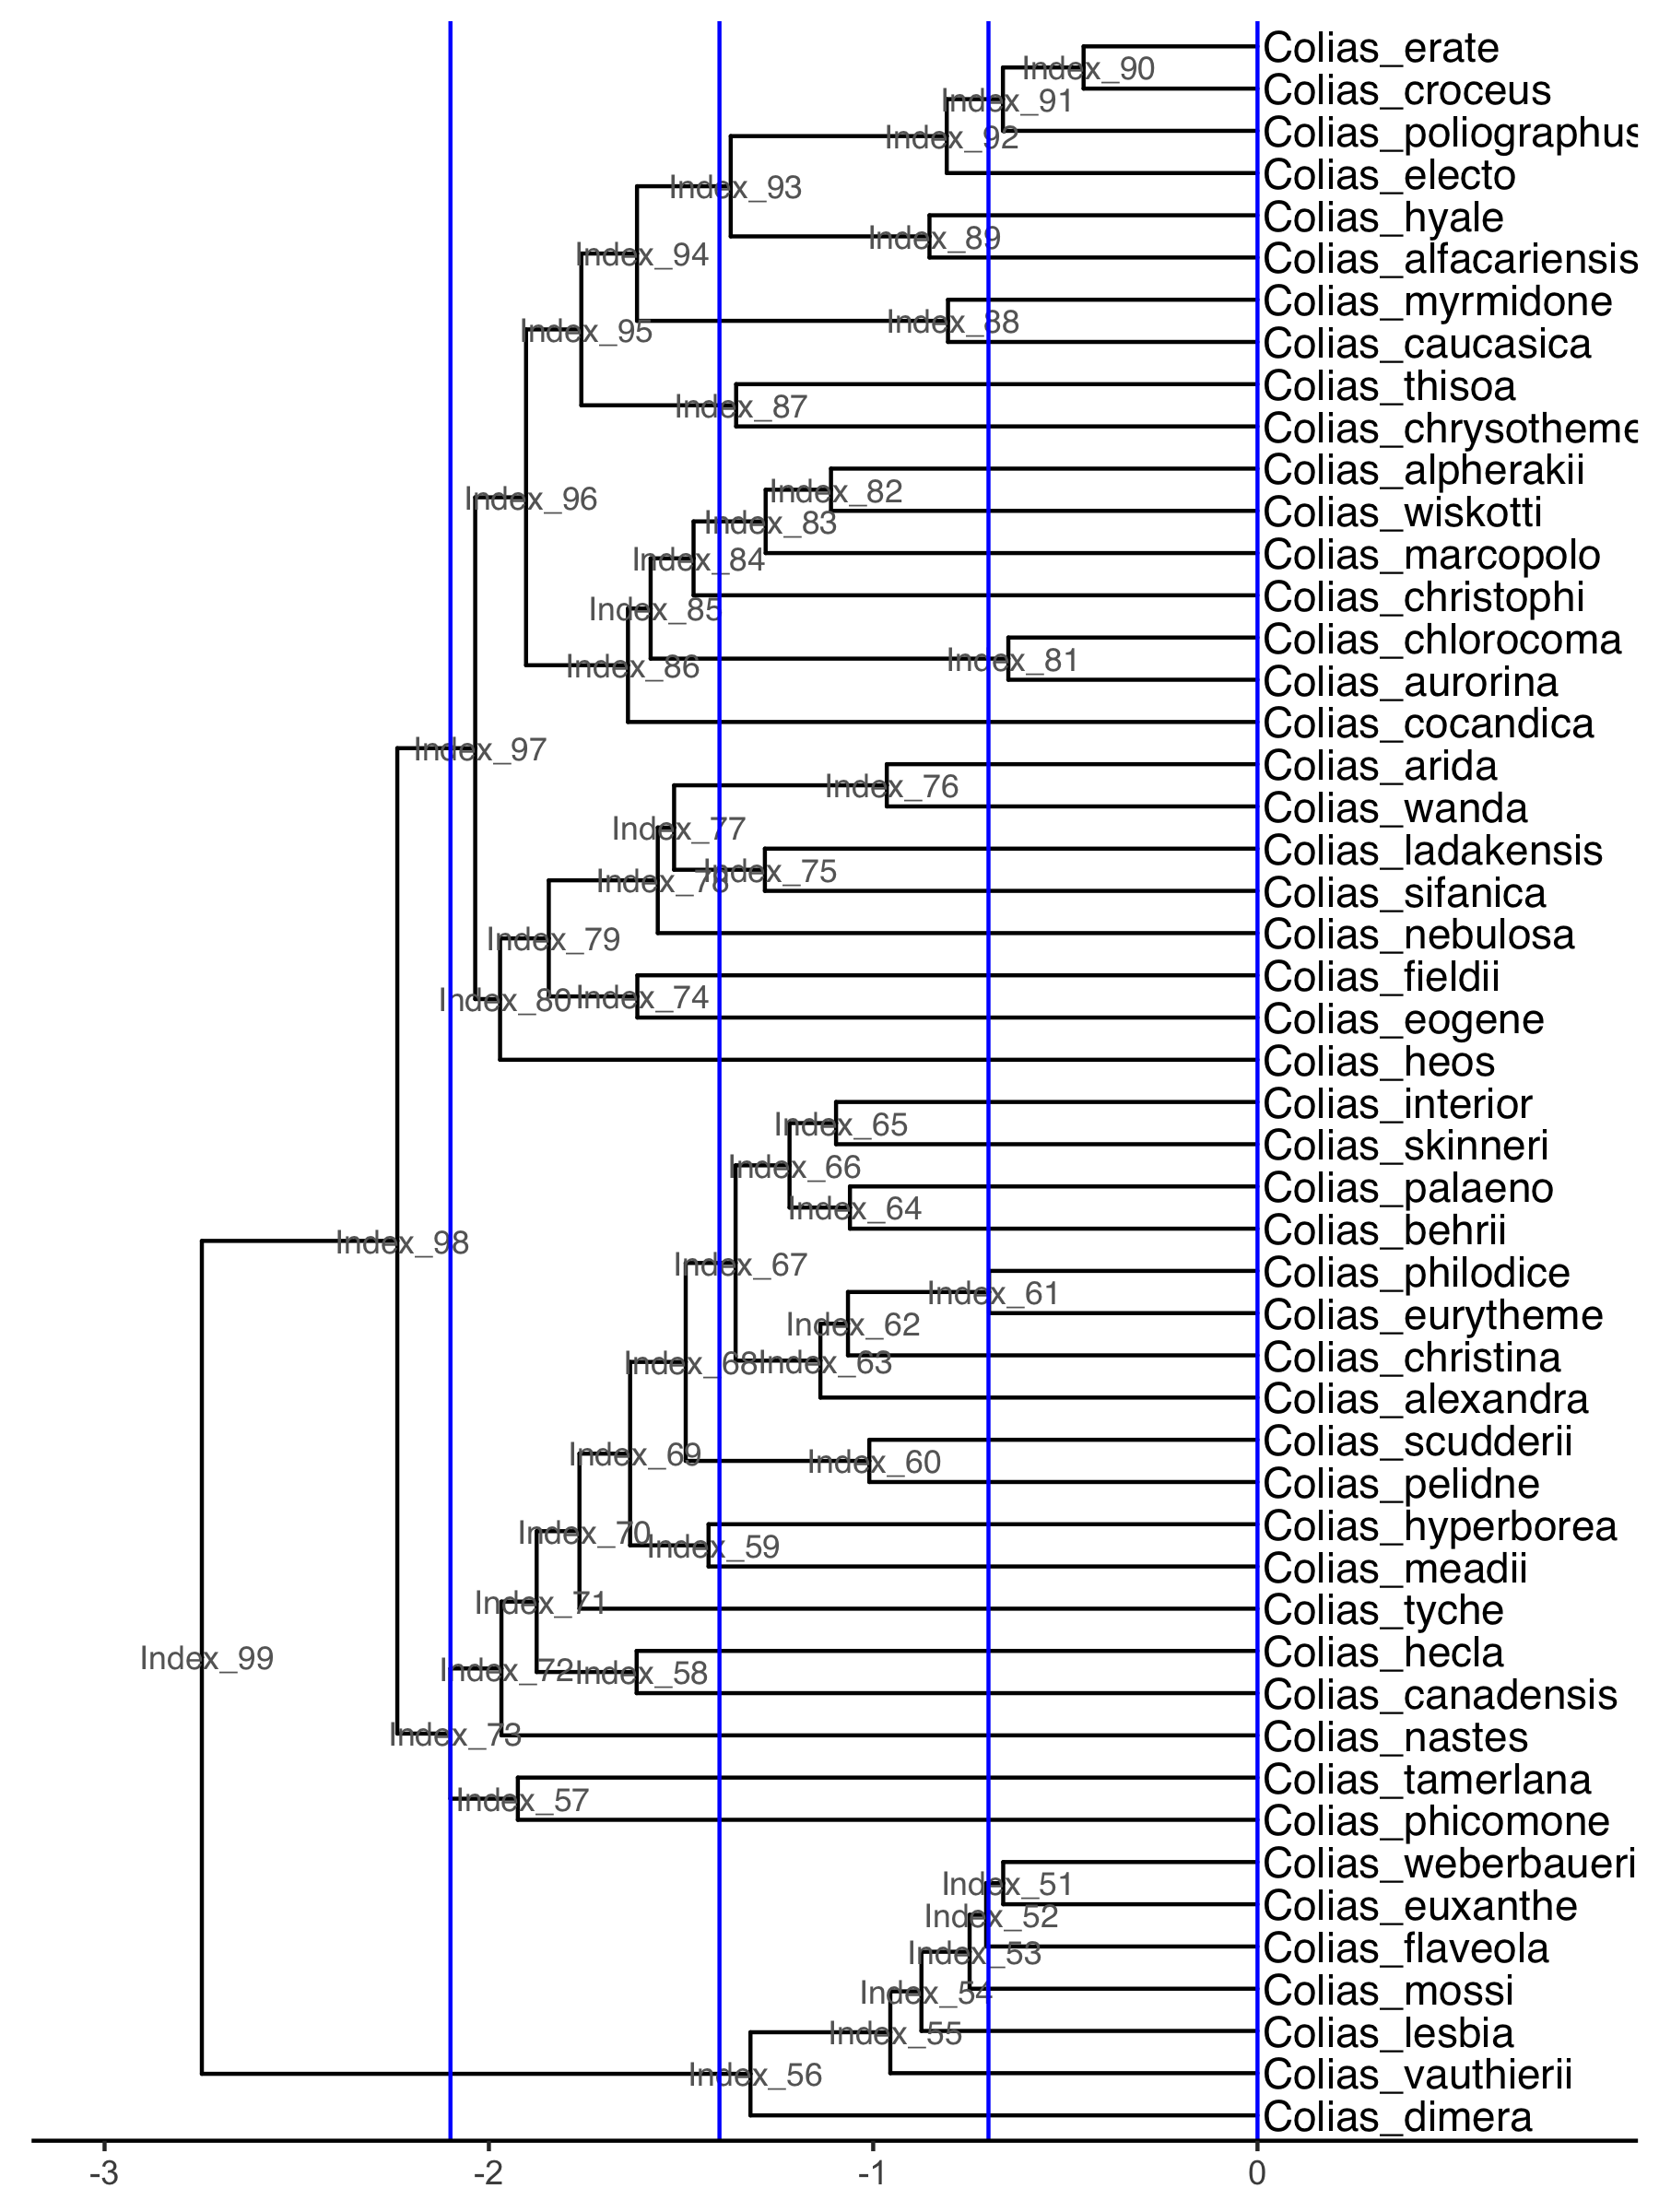 Colias_erate
Index_90
Colias_croceus
Index_91
Colias_poliographus
Index_92
Colias_electo
Index_93
Colias_hyale
Index_89
Index_94
Colias_alfacariensis
Colias_myrmidone
Index_88
Index_95
Colias_caucasica
Colias_thisoa
Index_87
Colias_chrysotheme
Colias_alpherakii
Index_82
Index_96
Colias_wiskotti
Index_83
Colias_marcopolo
Index_84
Colias_christophi
Index_85
Colias_chlorocoma
Index_81
Index_86
Colias_aurorina
Colias_cocandica
Index_97
Colias_arida
Index_76
Colias_wanda
Index_77
Colias_ladakensis
Index_75
Index_78
Colias_sifanica
Colias_nebulosa
Index_79
Colias_fieldii
Index_80
Index_74
Colias_eogene
Colias_heos
Colias_interior
Index_65
Colias_skinneri
Index_66
Colias_palaeno
Index_64
Colias_behrii
Index_98
Index_67
Colias_philodice
Index_61
Colias_eurytheme
Index_62
Colias_christina
Index_68
Index_63
Colias_alexandra
Colias_scudderii
Index_69
Index_60
Colias_pelidne
Colias_hyperborea
Index_70
Index_59
Colias_meadii
Index_71
Colias_tyche
Colias_hecla
Index_99
Index_72
Index_58
Colias_canadensis
Index_73
Colias_nastes
Colias_tamerlana
Index_57
Colias_phicomone
Colias_weberbaueri
Index_51
Colias_euxanthe
Index_52
Colias_flaveola
Index_53
Colias_mossi
Index_54
Colias_lesbia
Index_55
Colias_vauthierii
Index_56
Colias_dimera
-3 -2 -1 0